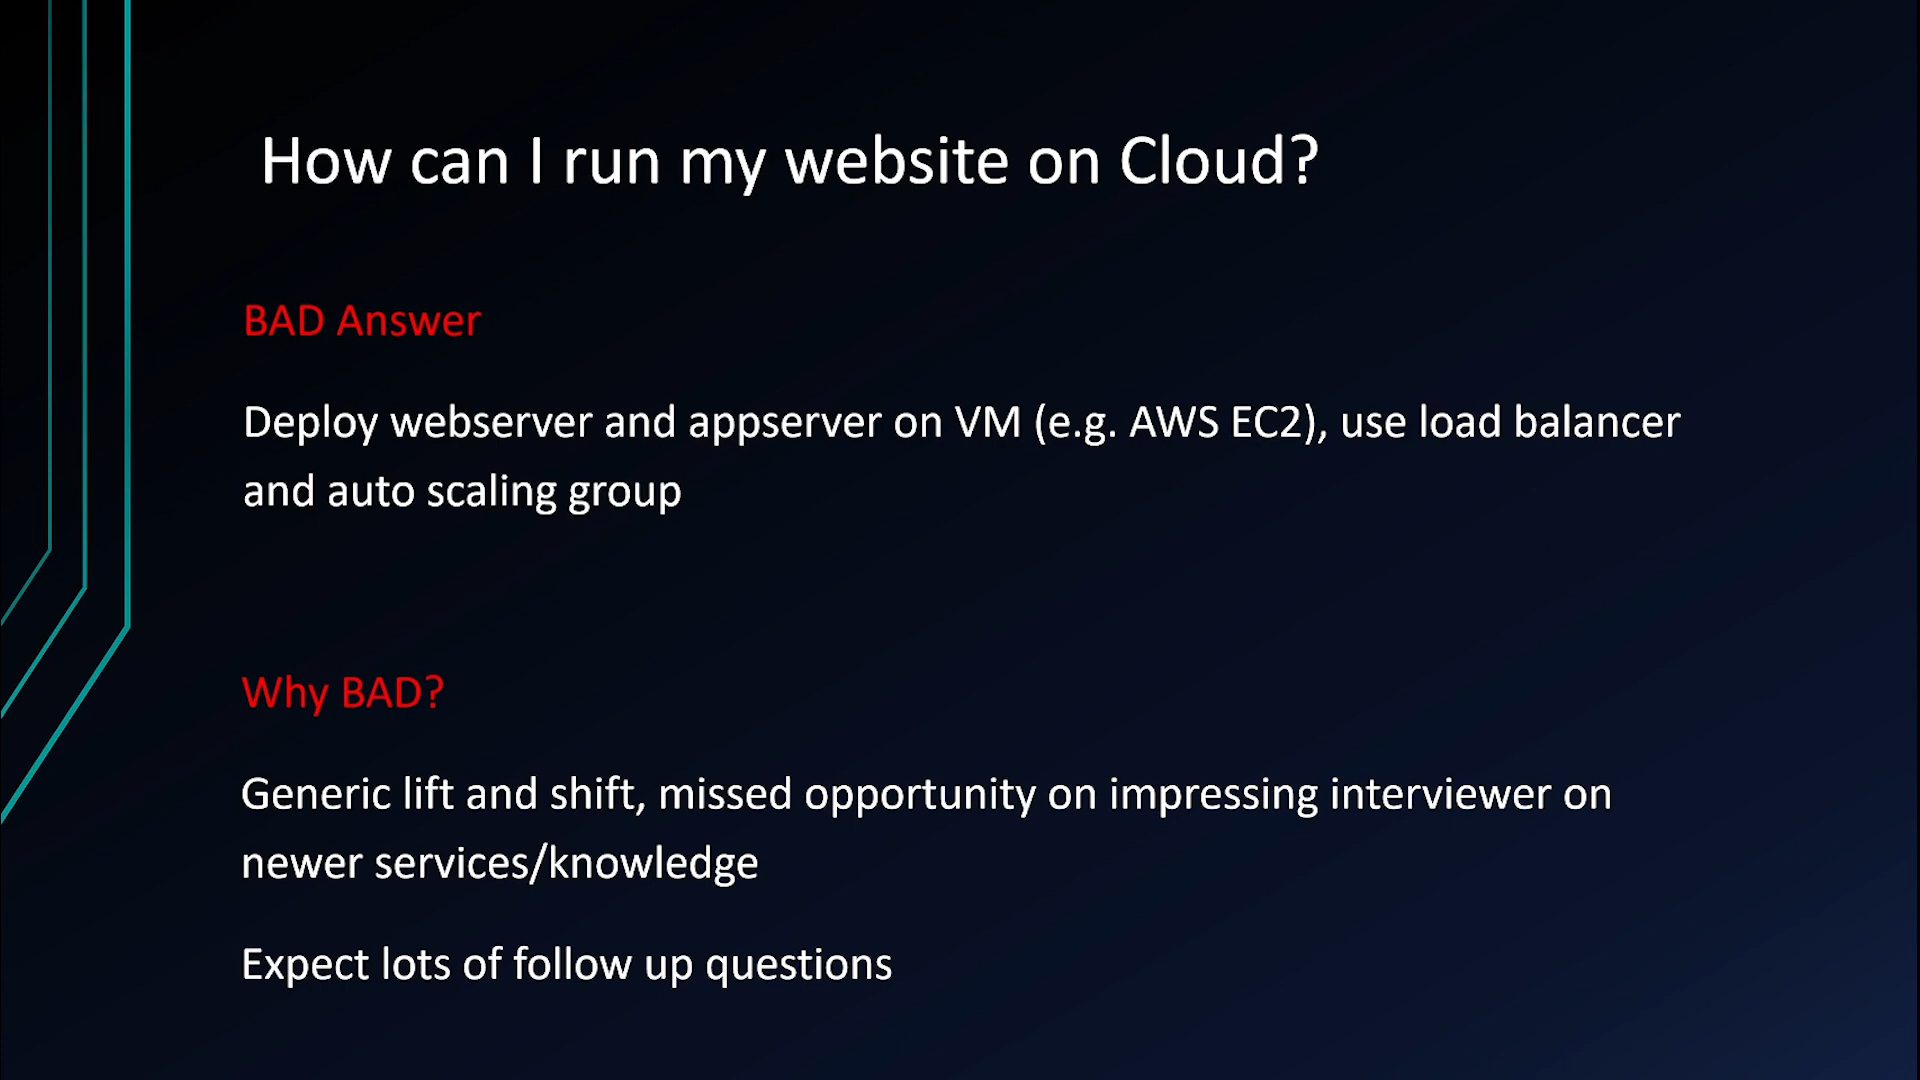 How can I run my website on Cloud?
BAD Answer
Deploy webserver and appserver on VM (e.g. AWS EC2), use load balancer
and auto scaling group
Why BAD?
Generic lift and shift, missed opportunity on impressing interviewer on
newer services/knowledge
Expect lots of follow up questions